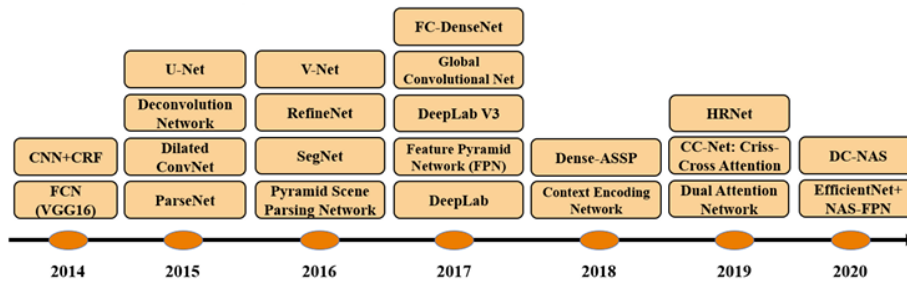 FC-DenseNet
U-Net
V-Net
Global
Convolutional Net
Deconvolution
Network
RefineNet
DeepLab V3
HRNet
CNN+CRF
Dilated
ConvNet
SegNet
Feature Pyramid
Network (FPN)
Dense-ASSP
CC-Net: Criss-
Cross Attention
DC-NAS
FCN
(VGG16)
ParseNet
Pyramid Scene
Parsing Network
DeepLab
Context Encoding
Network
Dual Attention
Network
EfficientNet+
NAS-FPN
2014
2015
2016
2017
2018
2019
2020